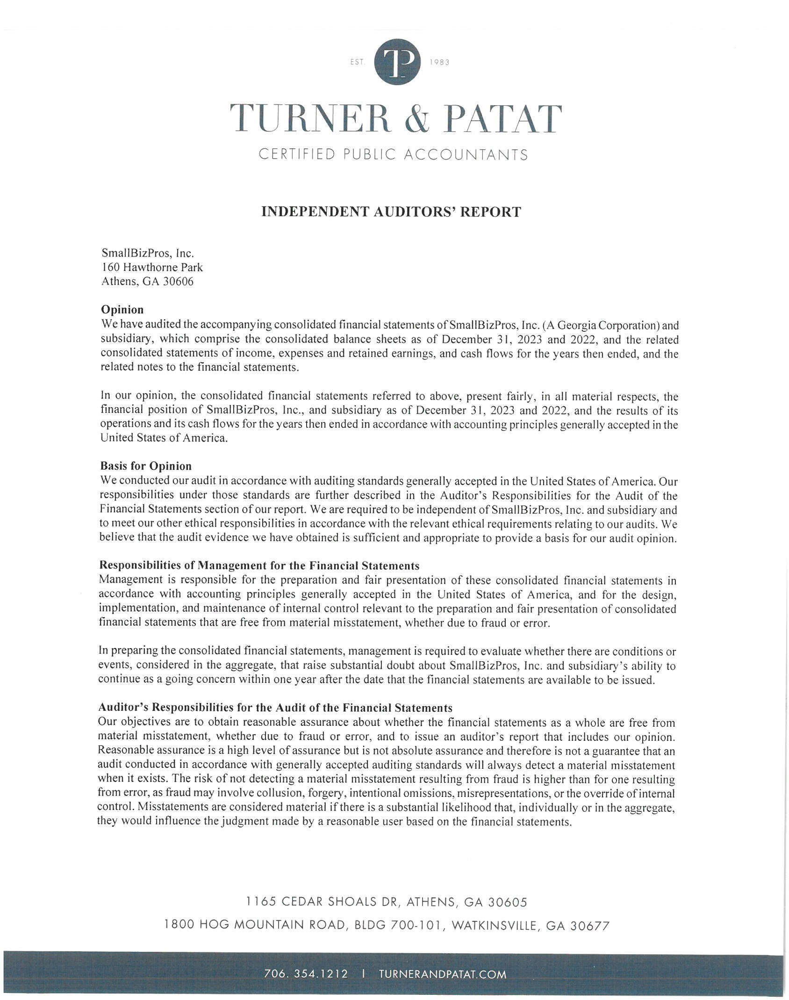 EST. TP 1983
TURNER & PATAT
CERTIFIED PUBLIC ACCOUNTANTS
INDEPENDENT AUDITORS’ REPORT
SmallBizPros, Inc.
160 Hawthorne Park
Athens, GA 30606
Opinion
We have audited the accompanying consolidated financial statements of SmallBizPros, Inc. (A Georgia Corporation) and
subsidiary, which comprise the consolidated balance sheets as of December 31, 2023 and 2022, and the related
consolidated statements of income, expenses and retained earnings, and cash flows for the years then ended, and the
related notes to the financial statements.
In our opinion, the consolidated financial statements referred to above, present fairly, in all material respects, the
financial position of SmallBizPros, Inc., and subsidiary as of December 31, 2023 and 2022, and the results of its
operations and its cash flows for the years then ended in accordance with accounting principles generally accepted in the
United States of America.
Basis for Opinion
We conducted our audit in accordance with auditing standards generally accepted in the United States of America. Our
responsibilities under those standards are further described in the Auditor’s Responsibilities for the Audit of the
Financial Statements section of our report. We are required to be independent of SmallBizPros, Inc. and subsidiary and
to meet our other ethical responsibilities in accordance with the relevant ethical requirements relating to our audits. We
believe that the audit evidence we have obtained is sufficient and appropriate to provide a basis for our audit opinion.
Responsibilities of Management for the Financial Statements
Management is responsible for the preparation and fair presentation of these consolidated financial statements in
accordance with accounting principles generally accepted in the United States of America, and for the design,
implementation, and maintenance of internal control relevant to the preparation and fair presentation of consolidated
financial statements that are free from material misstatement, whether due to fraud or error.
In preparing the consolidated financial statements, management is required to evaluate whether there are conditions or
events, considered in the aggregate, that raise substantial doubt about SmallBizPros, Inc. and subsidiary’s ability to
continue as a going concern within one year after the date that the financial statements are available to be issued.
Auditor’s Responsibilities for the Audit of the Financial Statements
Our objectives are to obtain reasonable assurance about whether the financial statements as a whole are free from
material misstatement, whether due to fraud or error, and to issue an auditor’s report that includes our opinion.
Reasonable assurance is a high level of assurance but is not absolute assurance and therefore is not a guarantee that an
audit conducted in accordance with generally accepted auditing standards will always detect a material misstatement
when it exists. The risk of not detecting a material misstatement resulting from fraud is higher than for one resulting
from error, as fraud may involve collusion, forgery, intentional omissions, misrepresentations, or the override of internal
control. Misstatements are considered material if there is a substantial likelihood that, individually or in the aggregate,
they would influence the judgment made by a reasonable user based on the financial statements.
1165 CEDAR SHOALS DR, ATHENS, GA 30605
1800 HOG MOUNTAIN ROAD, BLDG 700-101, WATKINSVILLE, GA 30677
706. 354.1212 | TURNERANDPATAT.COM